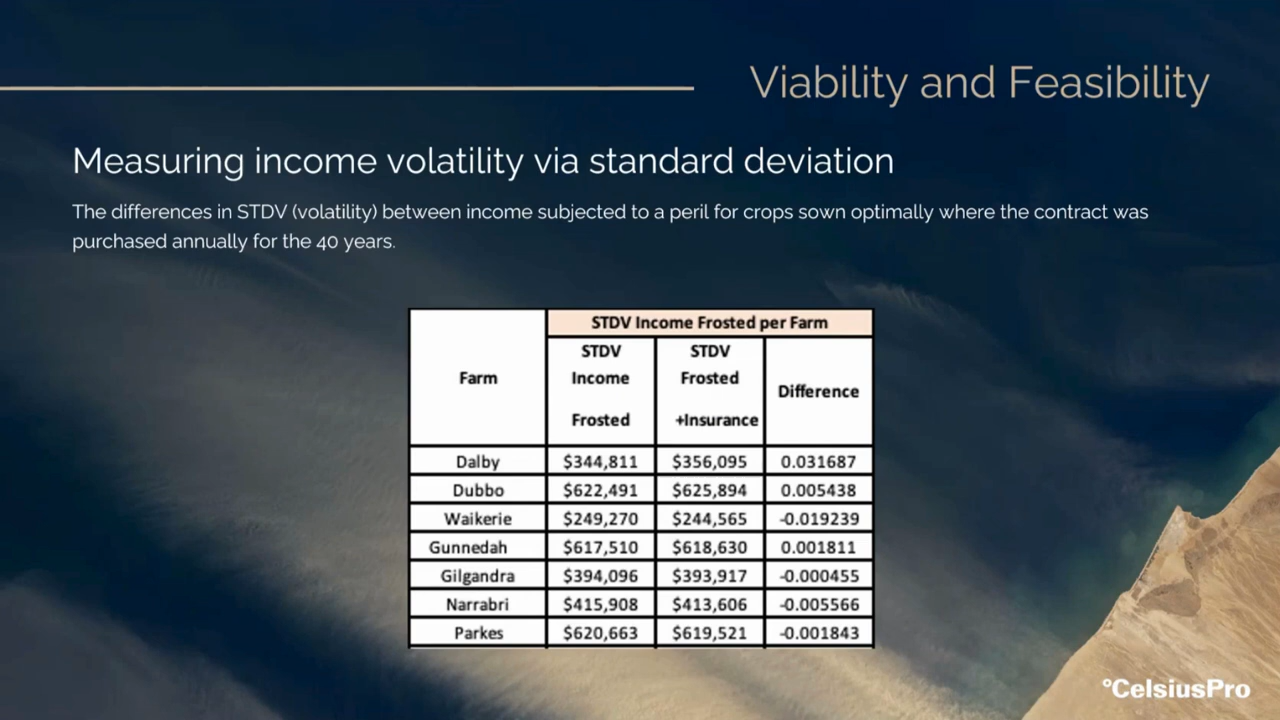 Viability and Feasibility
Measuring income volatility via standard deviation
The differences in STDV (volatility) between income subjected to a peril for crops sown optimally where the contract was
purchased annually for the 40 years.
STDV Income Frosted per Farm
Farm
STDV
Income
Frosted
STDV
Frosted
+Insurance
Difference
Dalby $344,811 $356,095 0.031687
Dubbo $622,491 $625,894 0.005438
Waikerie $249,270 $244,565 -0.019239
Gunnedah $617,510 $618,630 0.001811
Gilgandra $394,096 $393,917 -0.000455
Narrabri $415,908 $413,606 -0.005566
Parkes $620,663 $619,521 -0.001843
°CelsiusPro